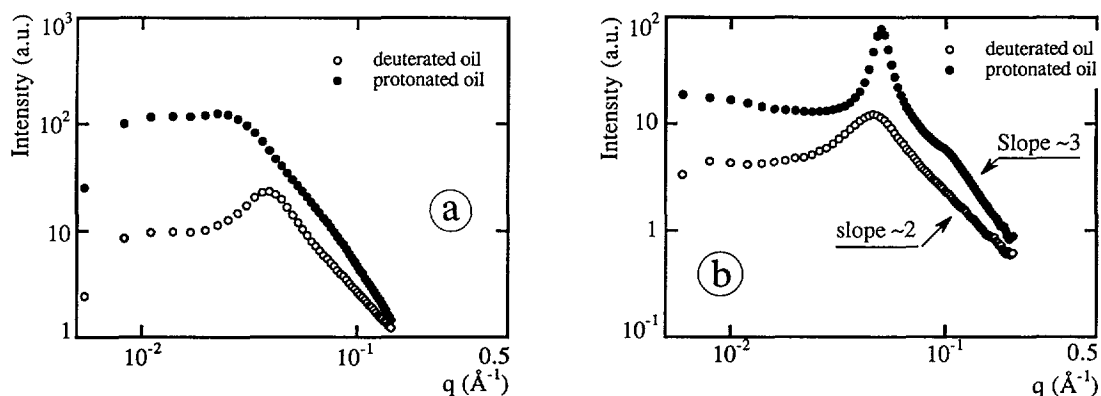 Intensity (a.u.)
10³
10²
10
1
○ deuterated oil
● protonated oil
a
10⁻²
10⁻¹
0.5
q (Å⁻¹)
Intensity (a.u.)
10²
10
1
10⁻¹
○ deuterated oil
● protonated oil
Slope ~3
slope ~2
b
10⁻²
10⁻¹
0.5
q (Å⁻¹)